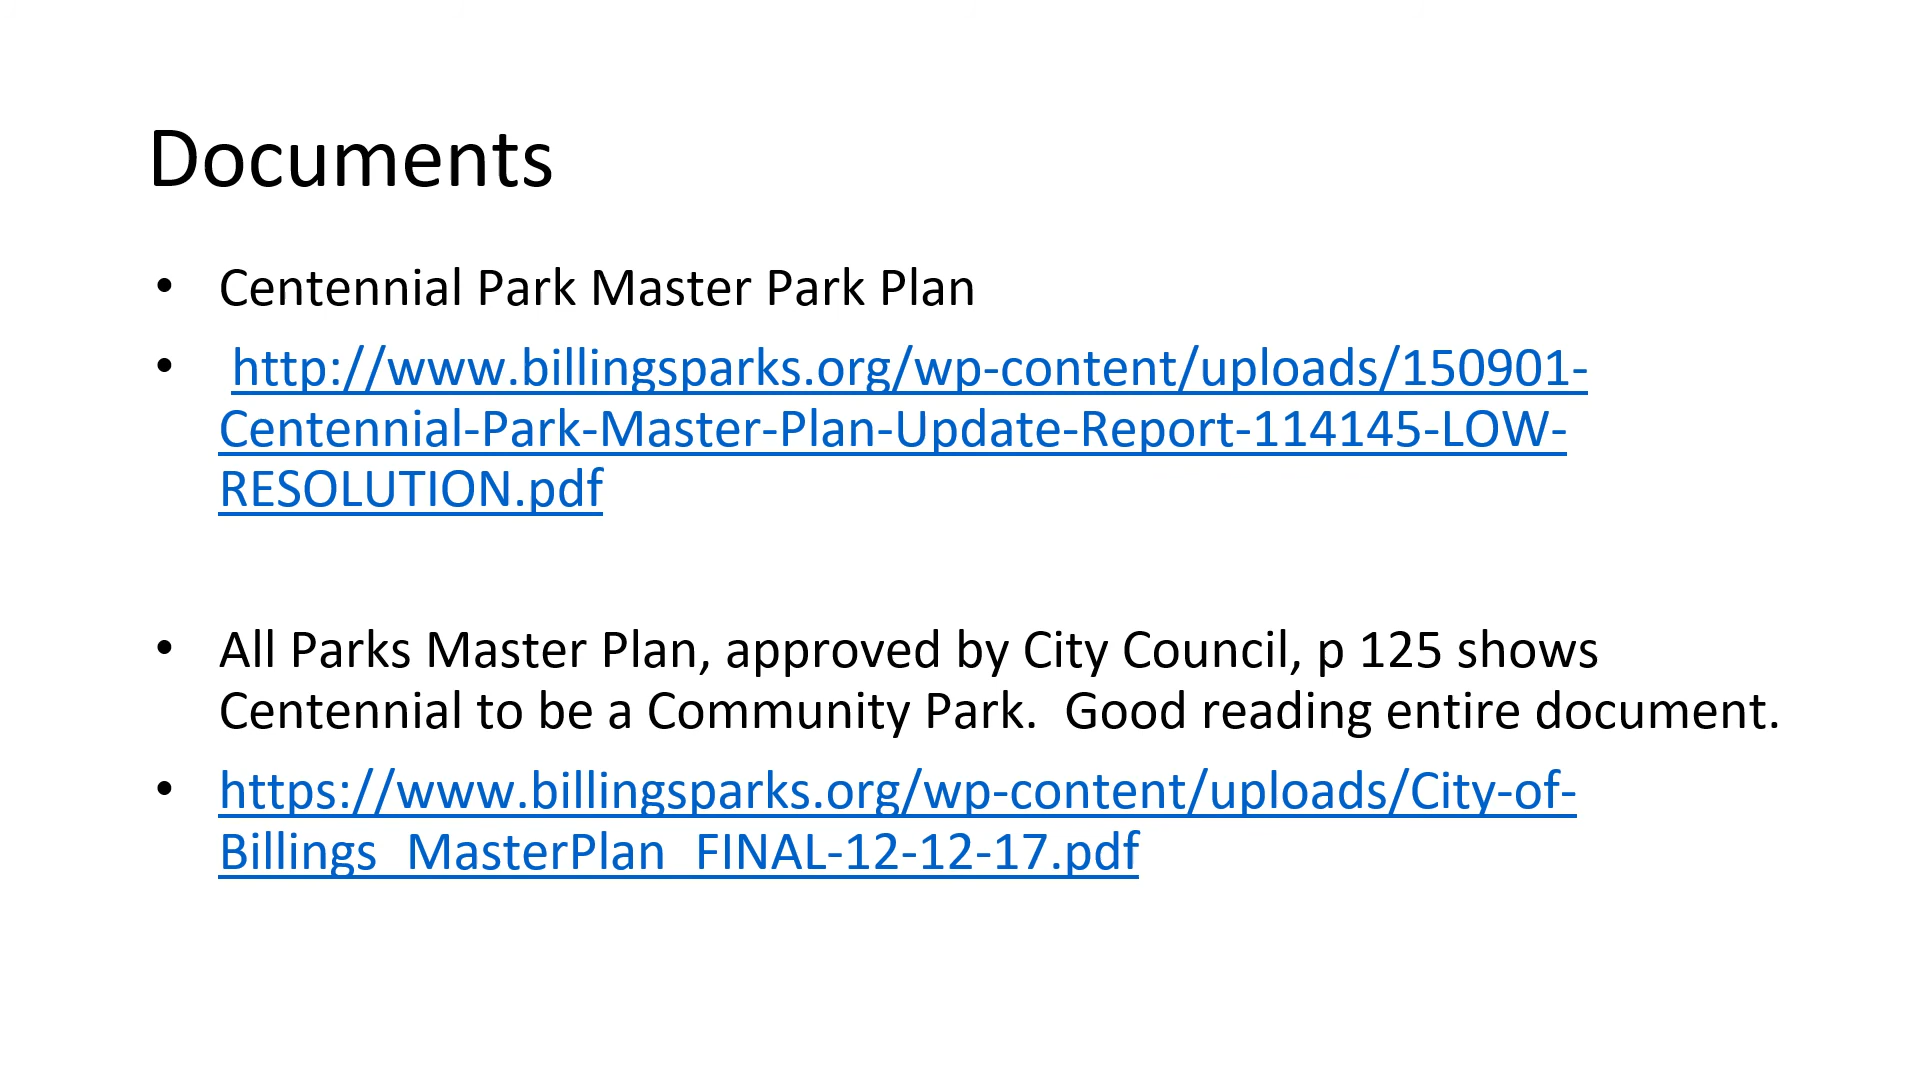 Documents
• Centennial Park Master Park Plan
• http://www.billingsparks.org/wp-content/uploads/150901-
Centennial-Park-Master-Plan-Update-Report-114145-LOW-
RESOLUTION.pdf
• All Parks Master Plan, approved by City Council, p 125 shows
Centennial to be a Community Park.  Good reading entire document.
• https://www.billingsparks.org/wp-content/uploads/City-of-
Billings_MasterPlan_FINAL-12-12-17.pdf